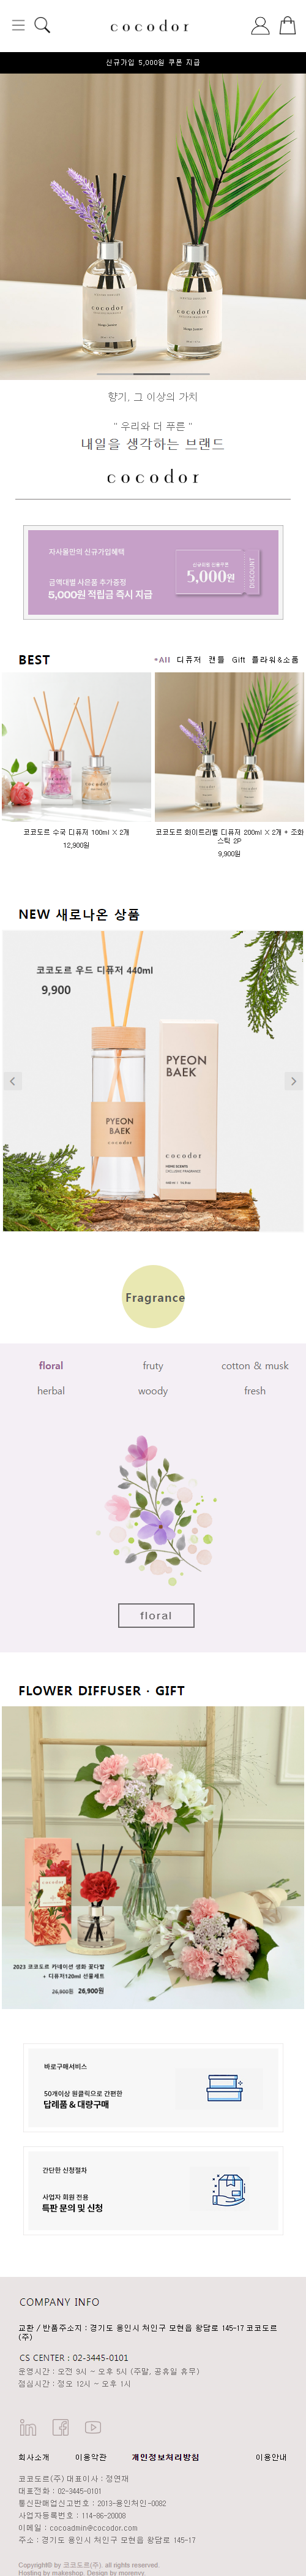 cocodor
신규가입 5,000원 쿠폰 지급
cocodor
cocodor
향기, 그 이상의 가치
" 우리와 더 푸른 "
내일을 생각하는 브랜드
cocodor
자사몰만의 신규가입혜택
금액대별 사은품 추가증정
5,000원 적립금 즉시 지급
신규회원 전용쿠폰
5,000원
DISCOUNT
BEST
*All 디퓨저 캔들 Gift 플라워&소품
코코도르 수국 디퓨저 100ml X 2개
12,900원
코코도르 화이트라벨 디퓨저 200ml X 2개 + 조화
스틱 2P
9,900원
NEW 새로나온 상품
코코도르 우드 디퓨저 440ml
9,900
PYEON
BAEK
cocodor
PYEON
BAEK
cocodor
Fragrance
floral fruty cotton & musk
herbal woody fresh
floral
FLOWER DIFFUSER · GIFT
cocodor
2023 코코도르 카네이션 생화 꽃다발
+ 디퓨저120ml 선물세트
26,900원 26,900원
바로구매서비스
50개이상 원클릭으로 간편한
답례품 & 대량구매
간단한 신청절차
사업자 회원 전용
특판 문의 및 신청
COMPANY INFO
교환 / 반품주소지 : 경기도 용인시 처인구 모현읍 왕답로 145-17 코코도르
(주)
CS CENTER : 02-3445-0101
운영시간 : 오전 9시 ~ 오후 5시 (주말, 공휴일 휴무)
점심시간 : 정오 12시 ~ 오후 1시
회사소개 이용약관 개인정보처리방침 이용안내
코코도르(주) 대표이사 : 정연재
대표전화 : 02-3445-0101
통신판매업신고번호 : 2013-용인처인-0082
사업자등록번호 : 114-86-20008
이메일 : cocoadmin@cocodor.com
주소 : 경기도 용인시 처인구 모현읍 왕답로 145-17
Copyright© by 코코도르(주). all rights reserved.
Hosting by makeshop. Design by morenvy.